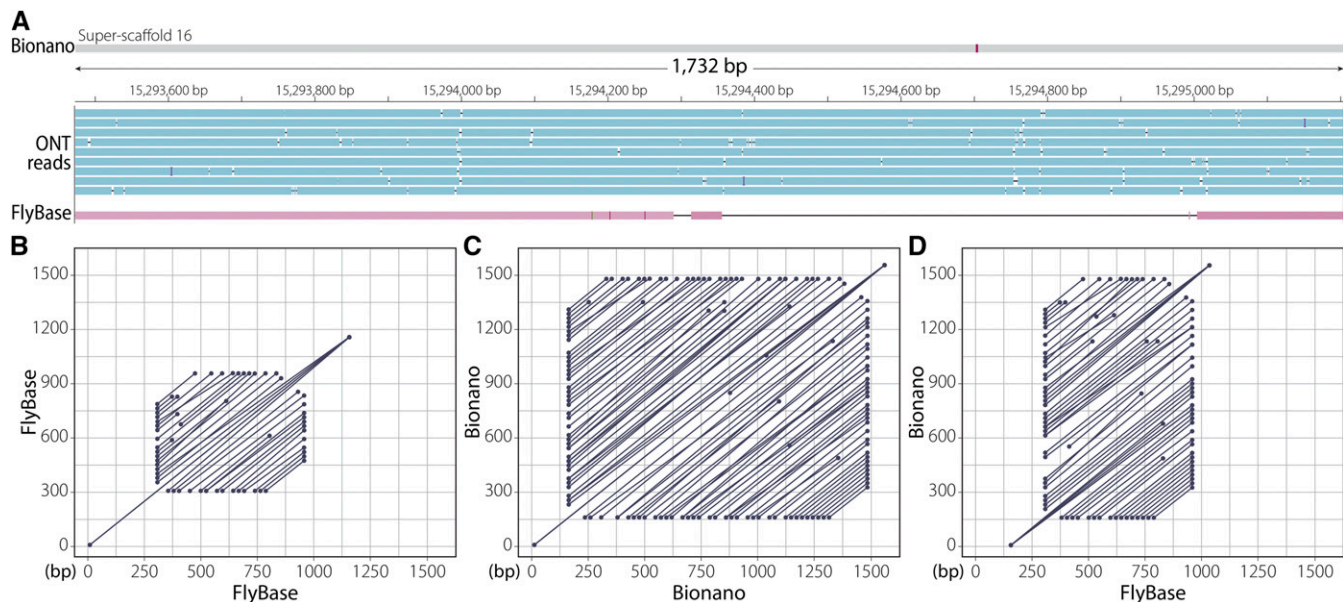 A
Super-scaffold 16
Bionano
1,732 bp
15,293,600 bp 15,293,800 bp 15,294,000 bp 15,294,200 bp 15,294,400 bp 15,294,600 bp 15,294,800 bp 15,295,000 bp
ONT
reads
FlyBase
B
1500
1200
900
600
300
0
FlyBase
(bp) 0 250 500 750 1000 1250 1500
FlyBase
C
1500
1200
900
600
300
0
Bionano
(bp) 0 250 500 750 1000 1250 1500
Bionano
D
1500
1200
900
600
300
0
Bionano
(bp) 0 250 500 750 1000 1250 1500
FlyBase